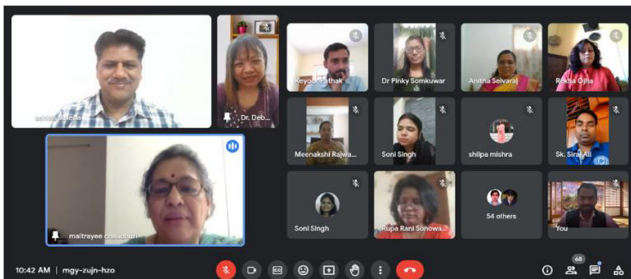 Dr. Deb...
maitrayee chaudhuri
Keyoor Pathak
Dr Pinky Somkuwar
Anitha Selvaraj
Rekha Ojha
Meenakshi Rajwa...
Soni Singh
shilpa mishra
Sk. Siraj Ali
Soni Singh
Rupa Rani Sonowa...
54 others
You
10:42 AM | mgy-zujn-hzo
68